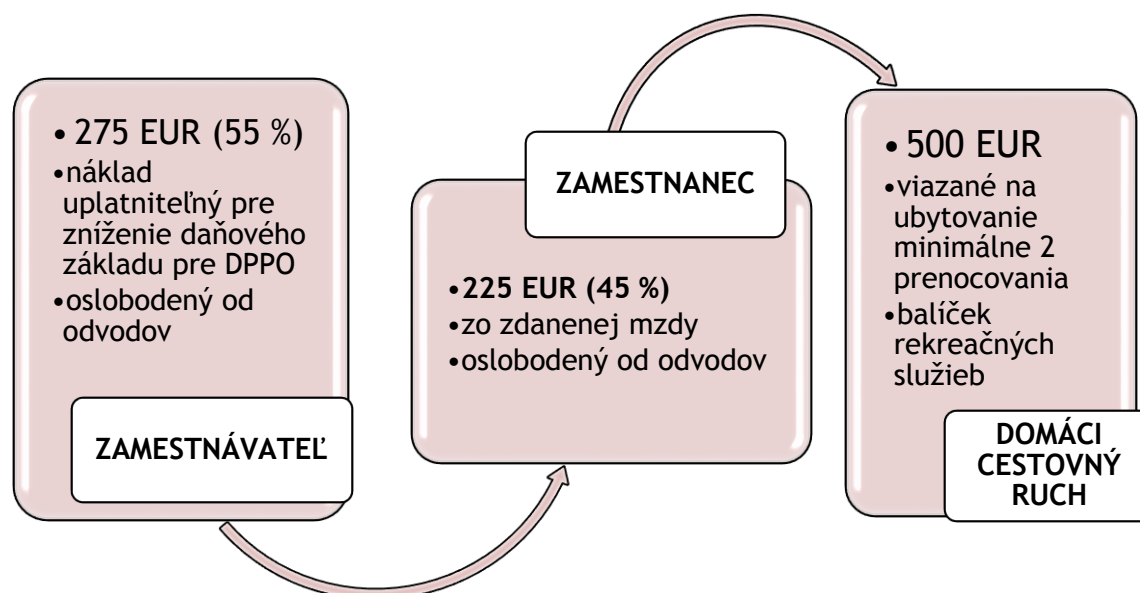 • 275 EUR (55 %)
•náklad
uplatniteľný pre
zníženie daňového
základu pre DPPO
•oslobodený od
odvodov
ZAMESTNÁVATEĽ
ZAMESTNANEC
•225 EUR (45 %)
•zo zdanenej mzdy
•oslobodený od odvodov
•500 EUR
•viazané na
ubytovanie
minimálne 2
prenocovania
•balíček
rekreačných
služieb
DOMÁCI
CESTOVNÝ
RUCH